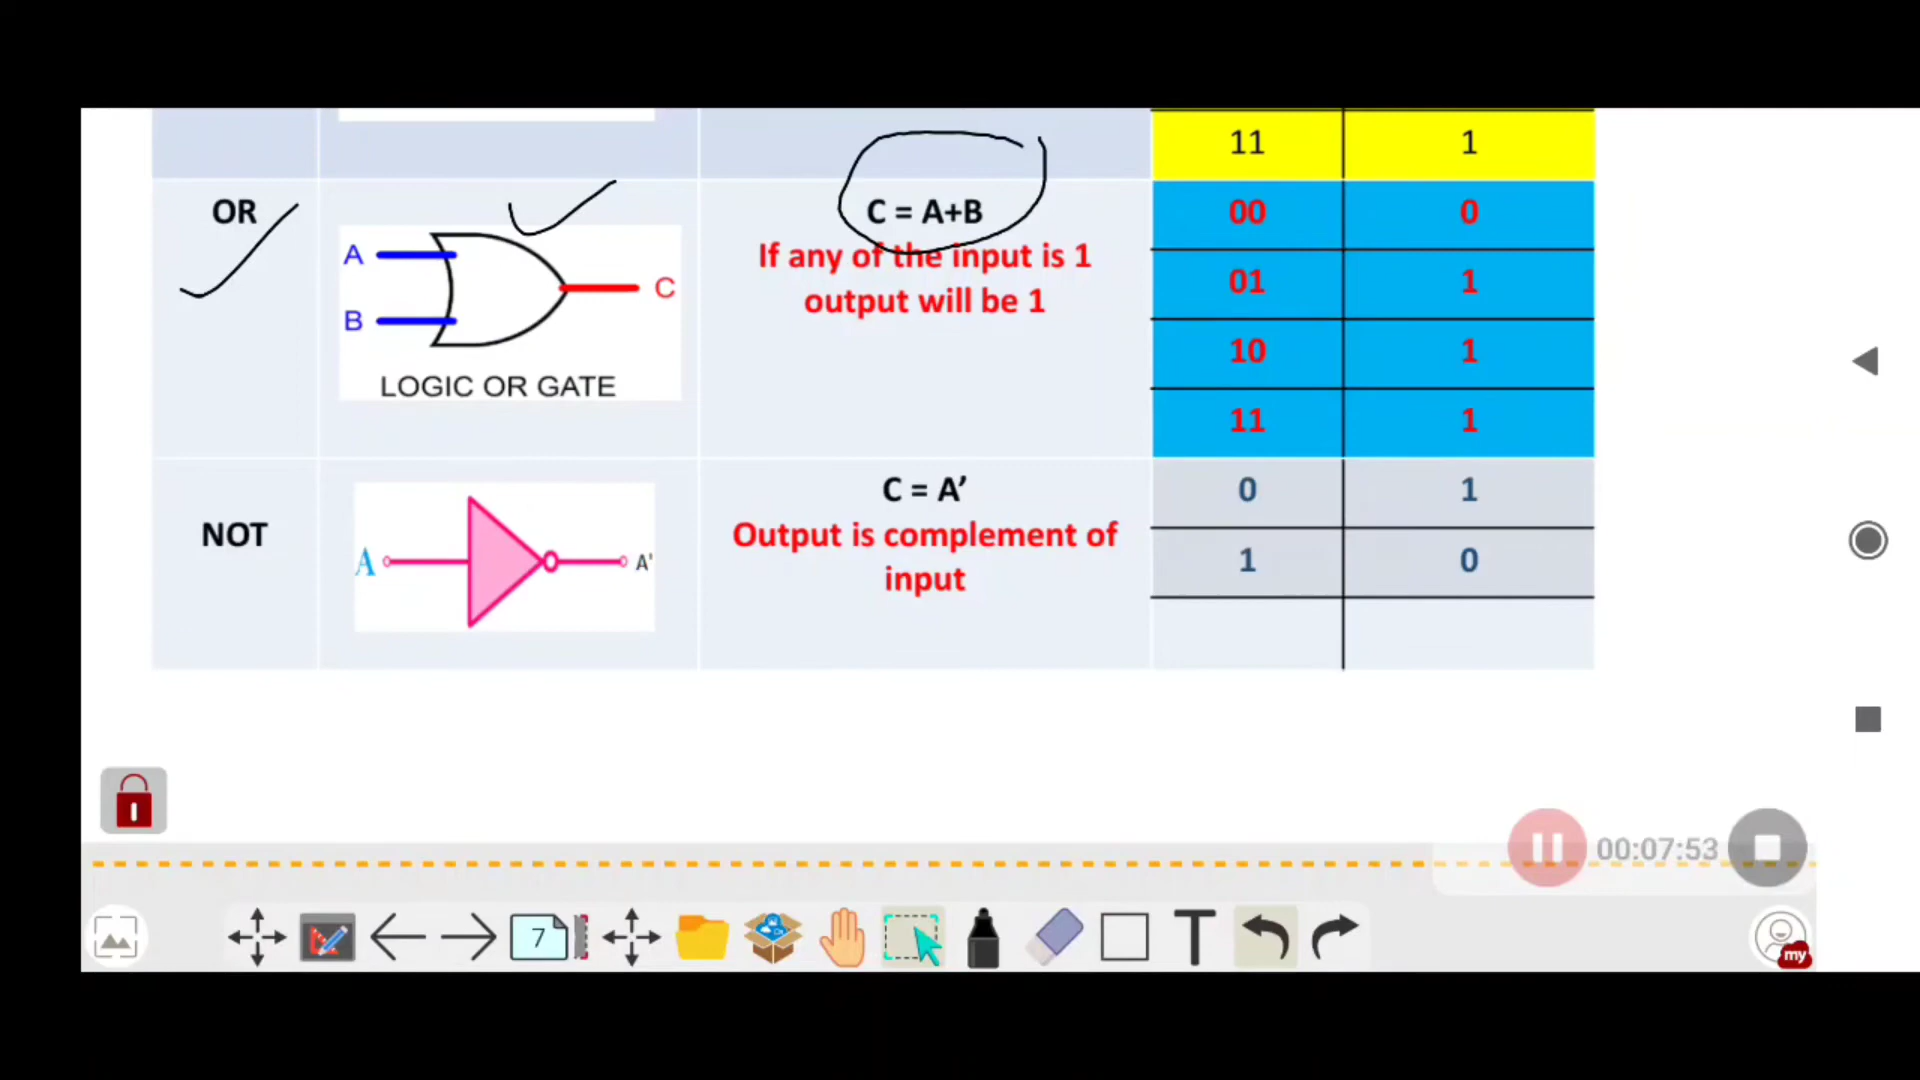 11 1
OR
A
B
C
LOGIC OR GATE
C = A+B
If any of the input is 1
output will be 1
00 0
01 1
10 1
11 1
NOT
A
A'
C = A’
Output is complement of
input
0 1
1 0
00:07:53
7
T
my